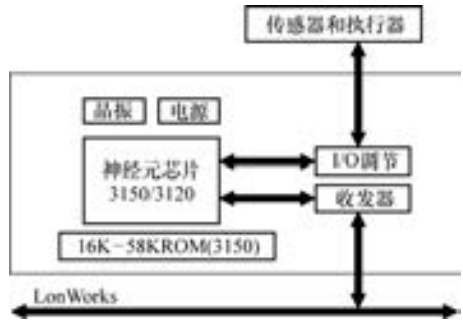 传感器和执行器
晶振
电源
神经元芯片
3150/3120
I/O调节
收发器
16K-58KROM(3150)
LonWorks